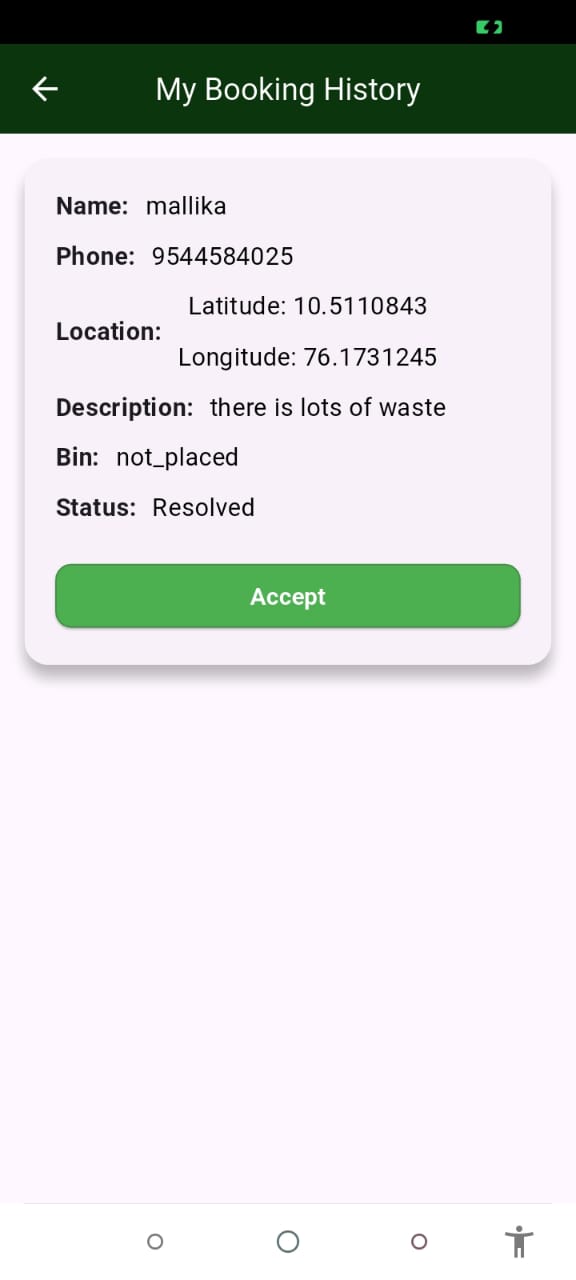 My Booking History
Name: mallika
Phone: 9544584025
Location: Latitude: 10.5110843
Longitude: 76.1731245
Description: there is lots of waste
Bin: not_placed
Status: Resolved
Accept